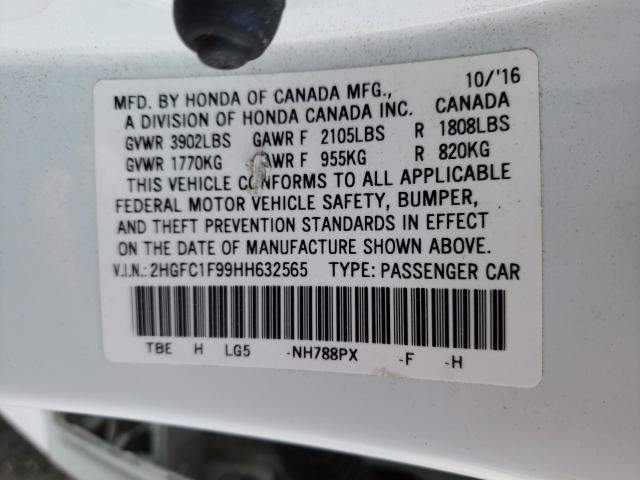 10/'16
MFD. BY HONDA OF CANADA MFG., CANADA
A DIVISION OF HONDA CANADA INC.
GVWR 3902LBS GAWR F 2105LBS R 1808LBS
GVWR 1770KG GAWR F 955KG R 820KG
THIS VEHICLE CONFORMS TO ALL APPLICABLE
FEDERAL MOTOR VEHICLE SAFETY, BUMPER,
AND THEFT PREVENTION STANDARDS IN EFFECT
ON THE DATE OF MANUFACTURE SHOWN ABOVE.
V.I.N.:2HGFC1F99HH632565 TYPE: PASSENGER CAR
TBE H LG5 -NH788PX -F -H